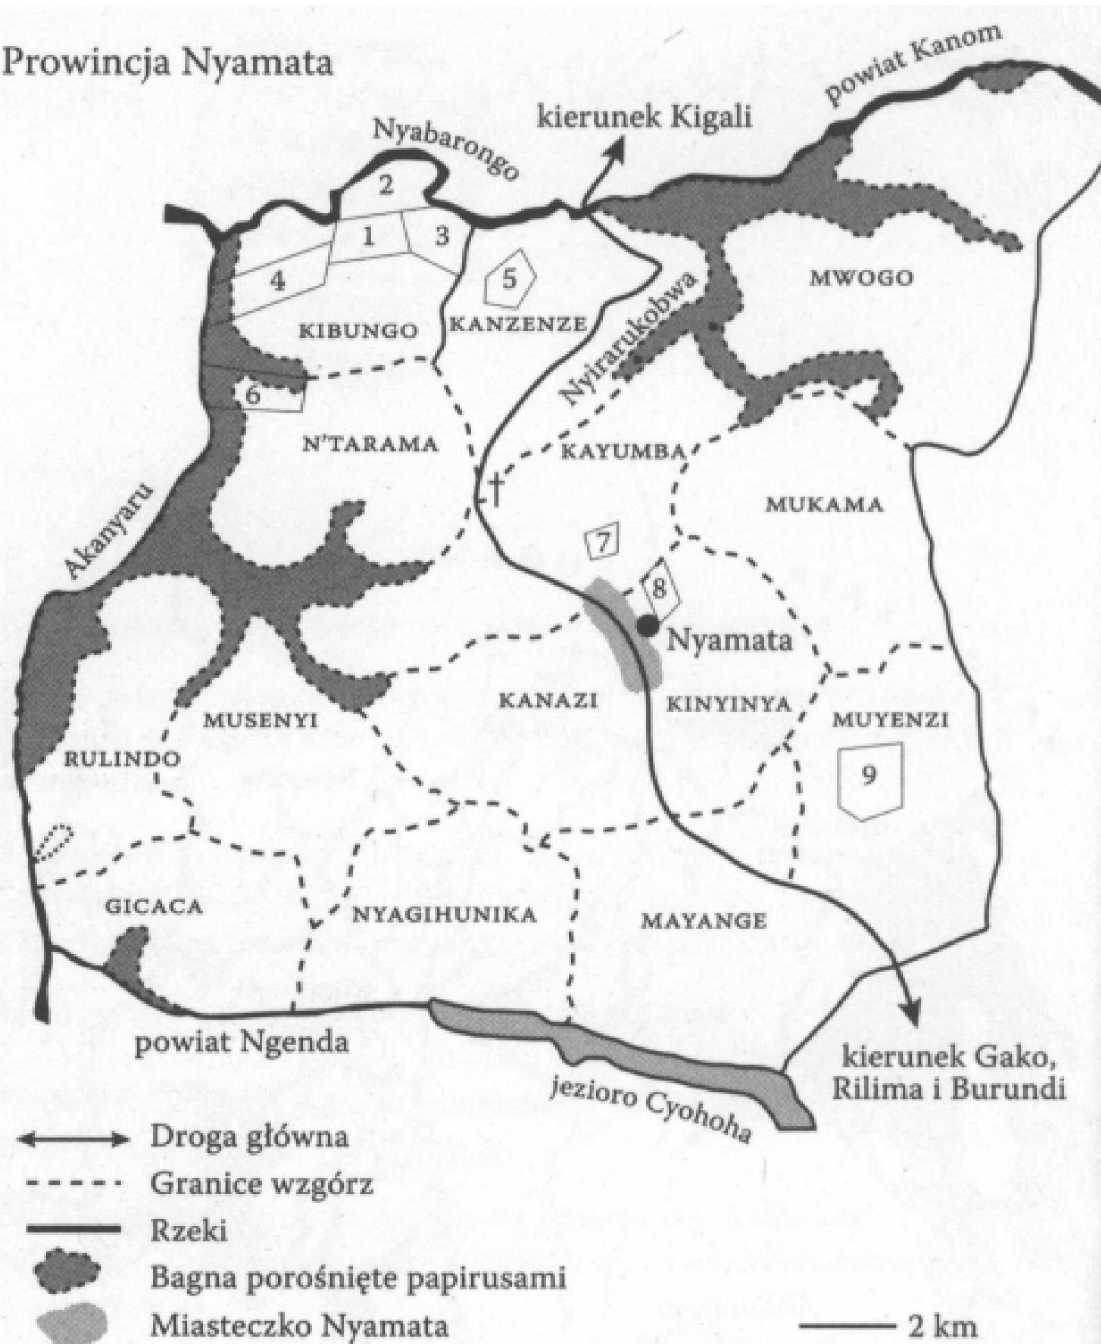 Prowincja Nyamata
powiat Kanom
kierunek Kigali
Nyabarongo
2
1
3
4
5
MWOGO
KIBUNGO
KANZENZE
Nyirarukobwa
6
N'TARAMA
KAYUMBA
MUKAMA
Akanyaru
7
8
Nyamata
KANAZI
KINYINYA
MUSENYI
MUYENZI
RULINDO
9
GICACA
NYAGIHUNIKA
MAYANGE
powiat Ngenda
jezioro Cyohoha
kierunek Gako,
Rilima i Burundi
Droga główna
Granice wzgórz
Rzeki
Bagna porośnięte papirusami
Miasteczko Nyamata
2 km